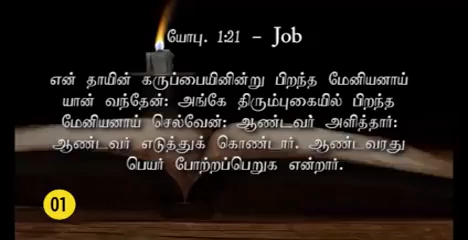 யோபு. 1:21 – Job
என் தாயின் கருப்பையினின்று பிறந்த மேனியனாய்
யான் வந்தேன்: அங்கே திரும்புகையில் பிறந்த
மேனியனாய் செல்வேன்: ஆண்டவர் அளித்தார்:
ஆண்டவர் எடுத்துக் கொண்டார். ஆண்டவரது
பெயர் போற்றப்பெறுக என்றார்.
01